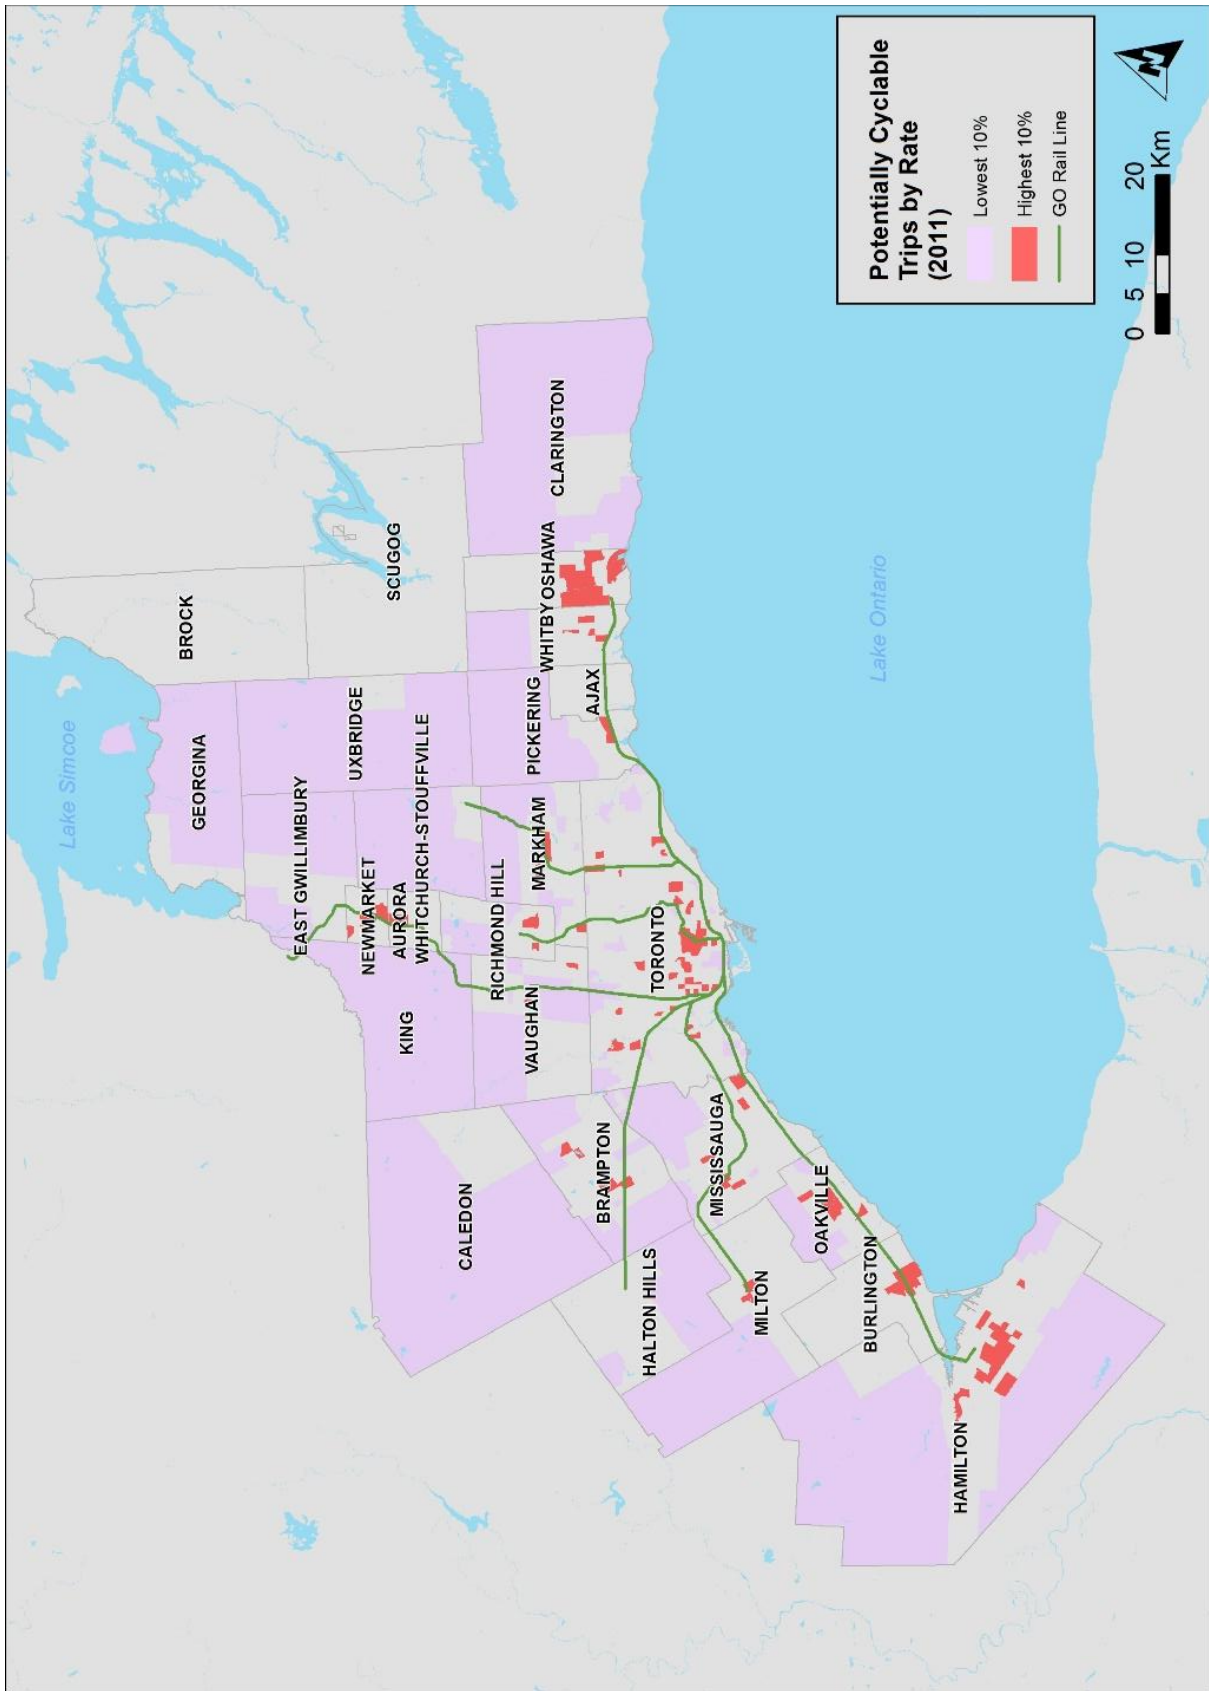 Lake Simcoe
BROCK
GEORGINA
SCUGOG
UXBRIDGE
EAST GWILLIMBURY
NEWMARKET
AURORA
WHITCHURCH-STOUFFVILLE
KING
CLARINGTON
WHITBY
OSHAWA
PICKERING
AJAX
MARKHAM
RICHMOND HILL
VAUGHAN
TORONTO
CALEDON
BRAMPTON
MISSISSAUGA
HALTON HILLS
MILTON
OAKVILLE
BURLINGTON
HAMILTON
Lake Ontario
Potentially Cyclable
Trips by Rate
(2011)
Lowest 10%
Highest 10%
GO Rail Line
0 5 10 20
Km
N